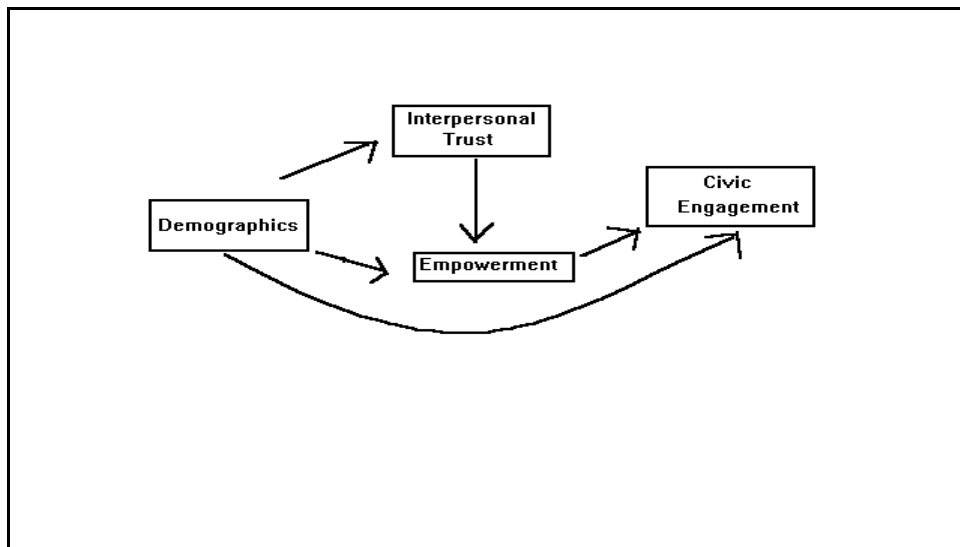 Interpersonal
Trust
Civic
Engagement
Demographics
Empowerment